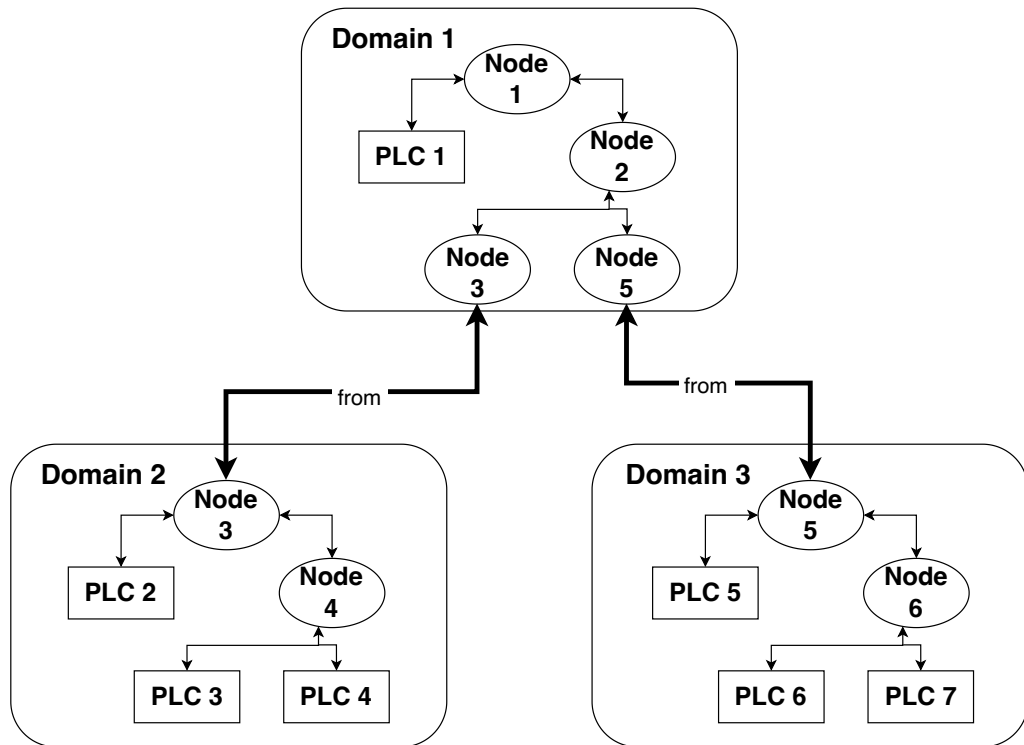 Domain 1
Node
1
PLC 1
Node
2
Node
3
Node
5
from
from
Domain 2
Node
3
PLC 2
Node
4
PLC 3
PLC 4
Domain 3
Node
5
PLC 5
Node
6
PLC 6
PLC 7